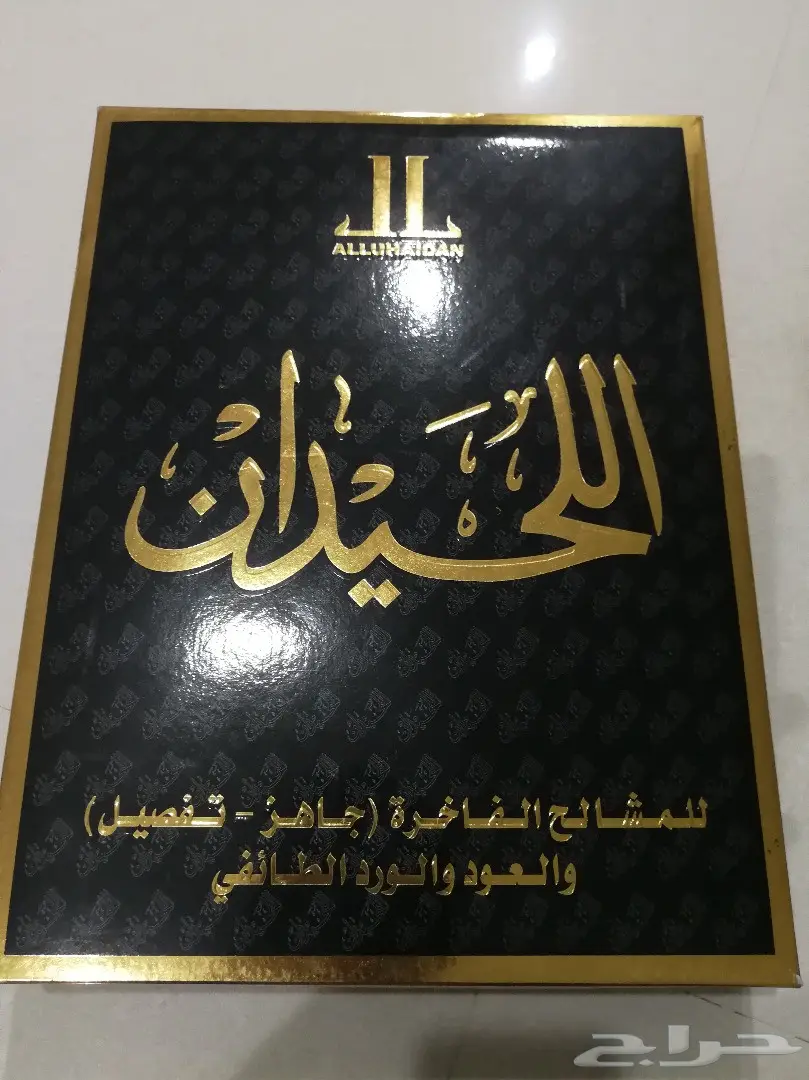 ALLUHAIDAN
اللحيدان
للمشالح الفاخرة (جاهز - تفصيل)
والعود والورد الطائفي
حراج